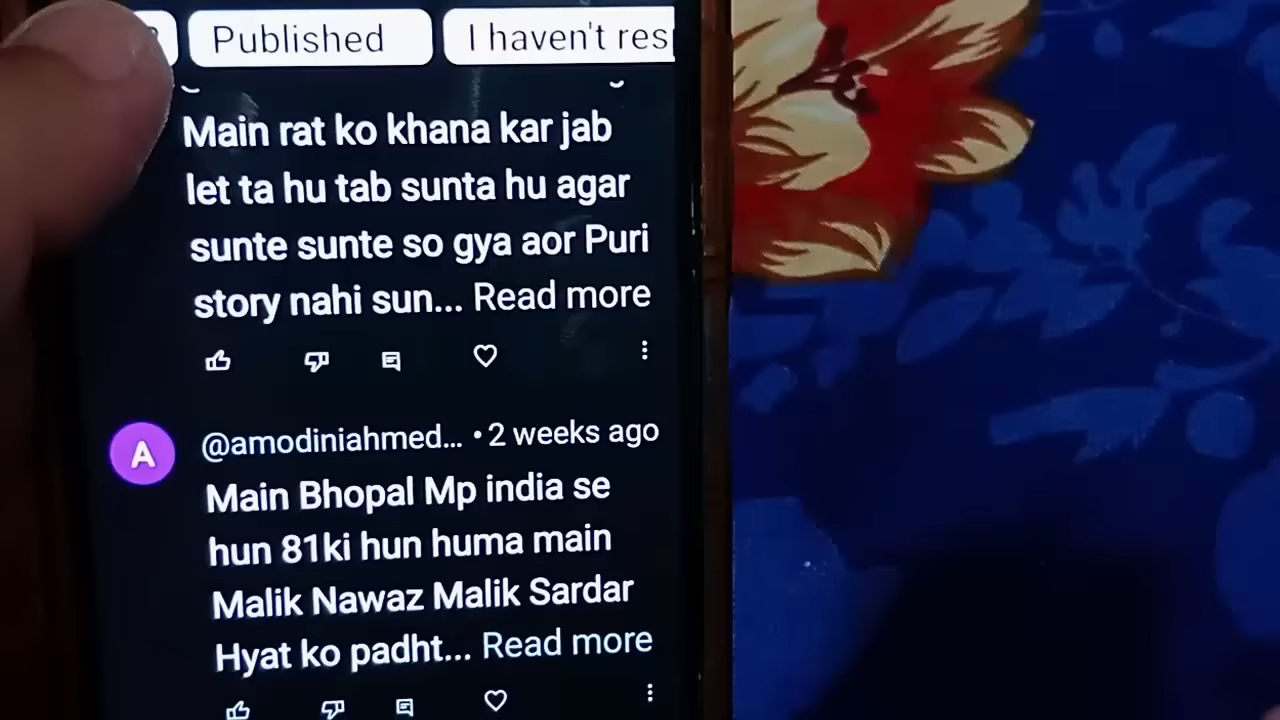 Published
I haven't res
Main rat ko khana kar jab
let ta hu tab sunta hu agar
sunte sunte so gya aor Puri
story nahi sun... Read more
A
@amodiniahmed... • 2 weeks ago
Main Bhopal Mp india se
hun 81ki hun huma main
Malik Nawaz Malik Sardar
Hyat ko padht... Read more